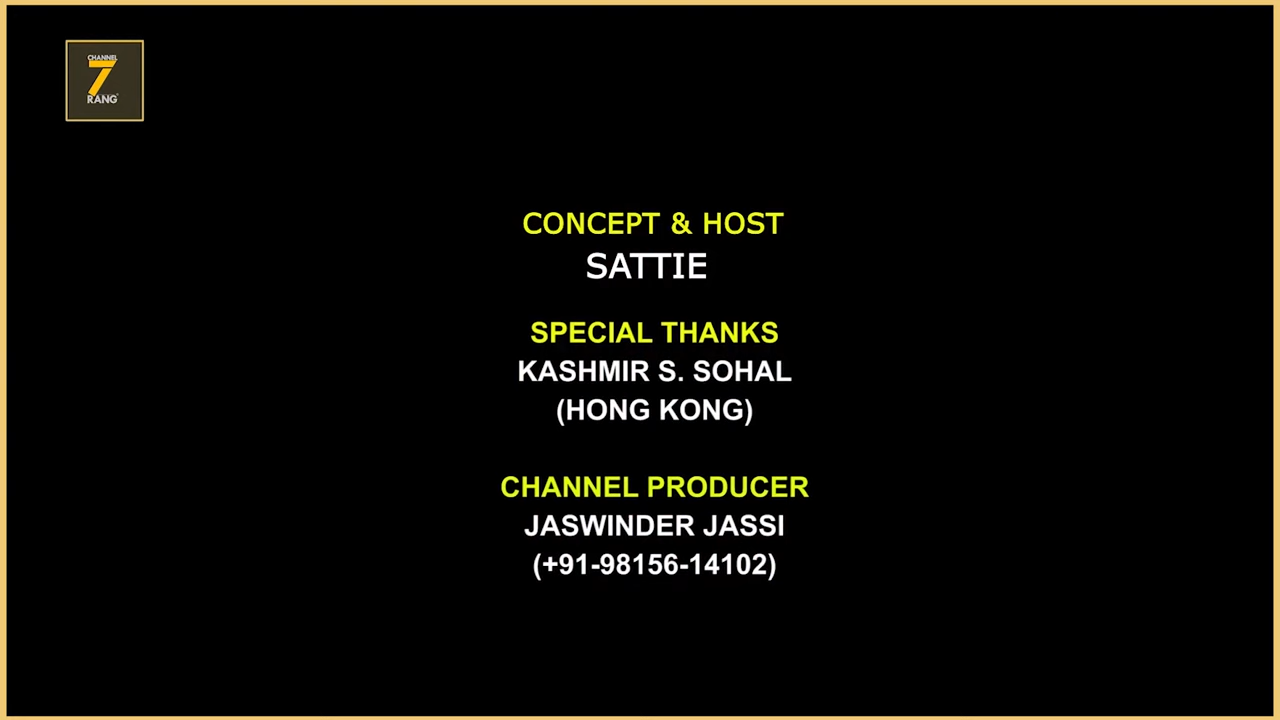 CHANNEL
7
RANG
CONCEPT & HOST
SATTIE
SPECIAL THANKS
KASHMIR S. SOHAL
(HONG KONG)
CHANNEL PRODUCER
JASWINDER JASSI
(+91-98156-14102)